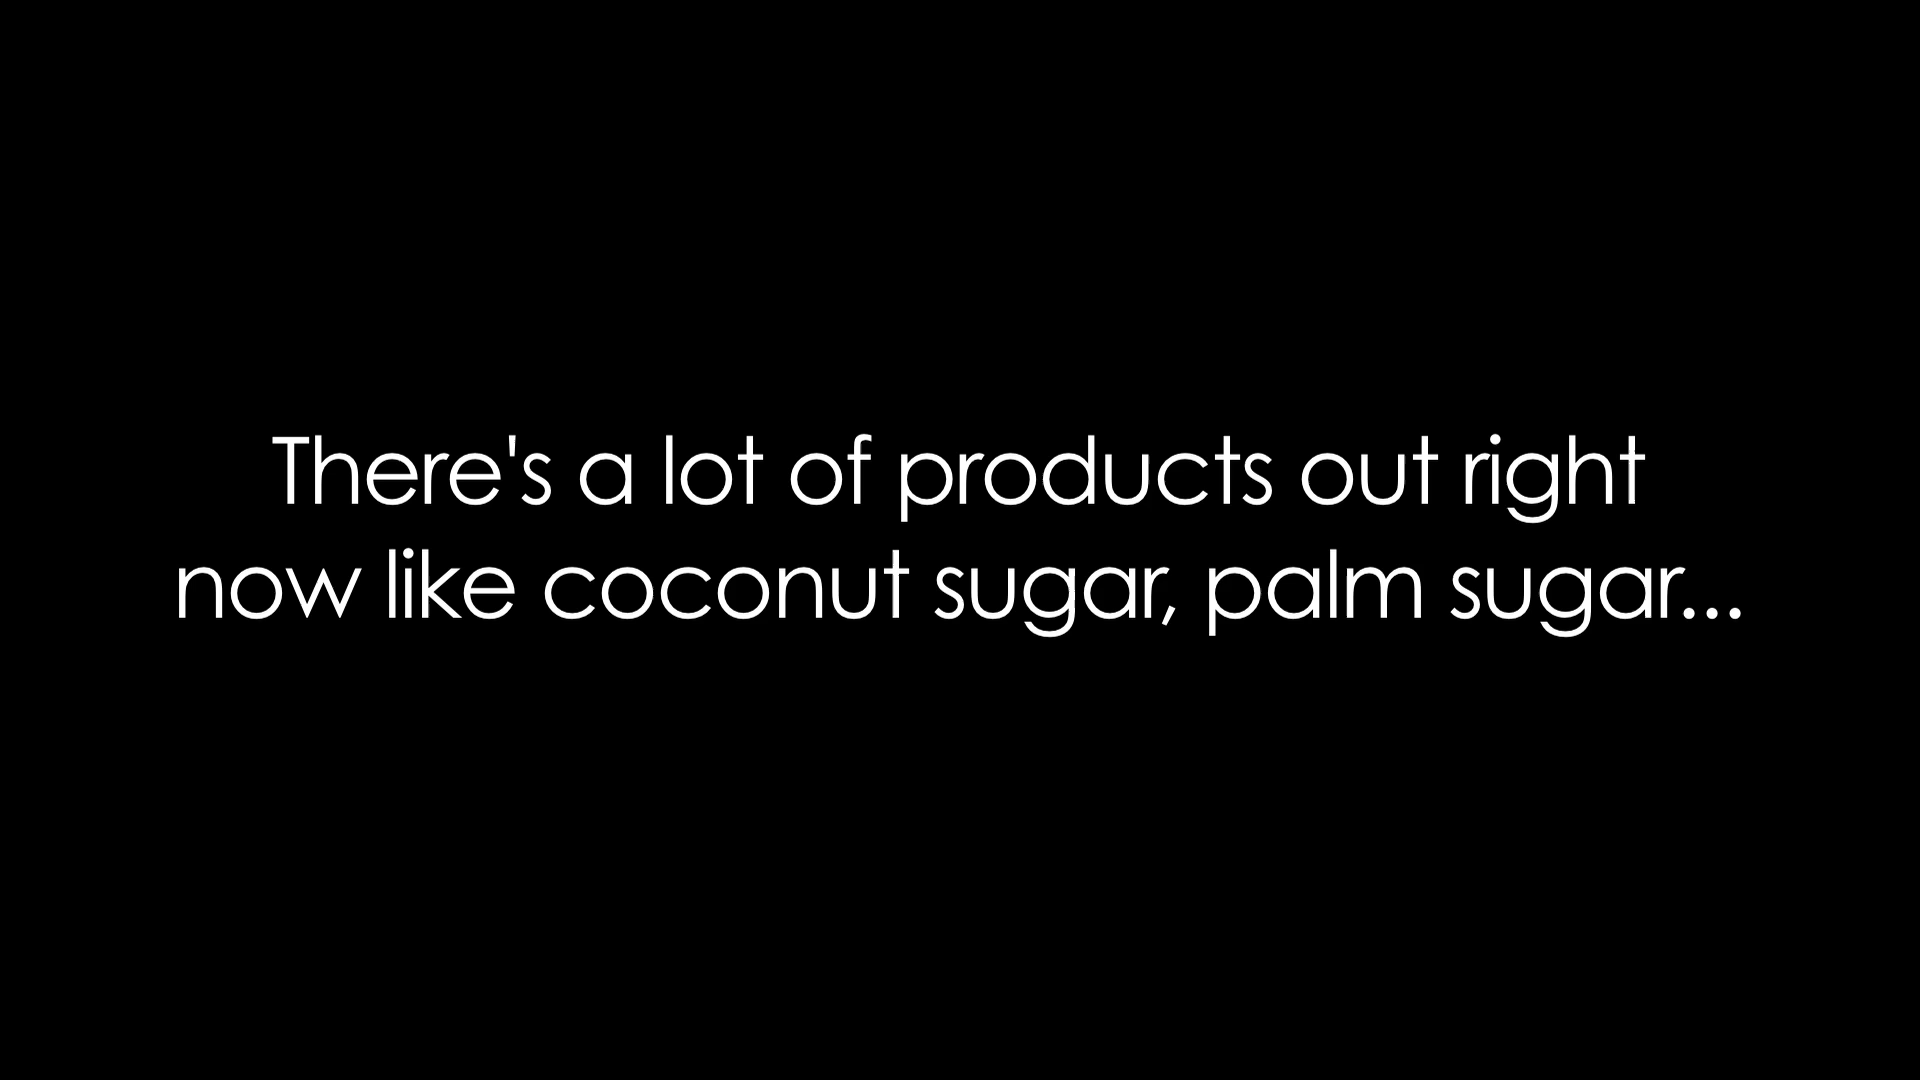 There's a lot of products out right
now like coconut sugar, palm sugar...